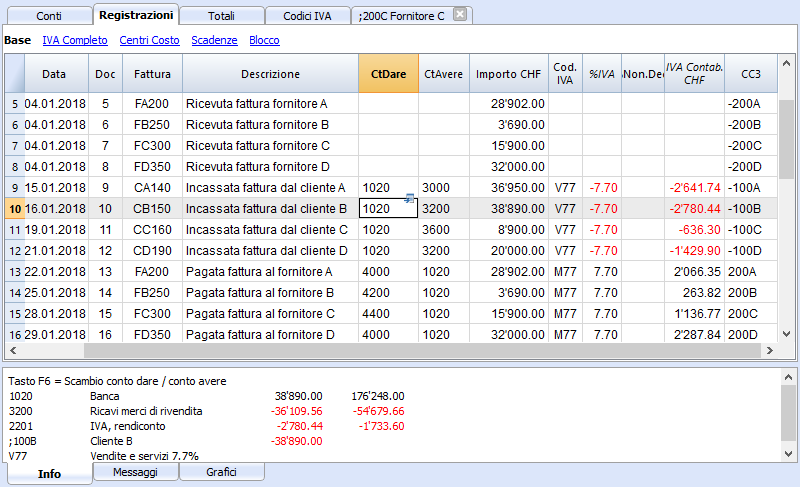 Conti Registrazioni Totali Codici IVA ;200C Fornitore C
Base IVA Completo Centri Costo Scadenze Blocco
Data Doc Fattura Descrizione CtDare CtAvere Importo CHF Cod. IVA %IVA %Non.Ded IVA Contab. CHF CC3
5 04.01.2018 5 FA200 Ricevuta fattura fornitore A 28'902.00 -200A
6 04.01.2018 6 FB250 Ricevuta fattura fornitore B 3'690.00 -200B
7 04.01.2018 7 FC300 Ricevuta fattura fornitore C 15'900.00 -200C
8 04.01.2018 8 FD350 Ricevuta fattura fornitore D 32'000.00 -200D
9 15.01.2018 9 CA140 Incassata fattura dal cliente A 1020 3000 36'950.00 V77 -7.70 -2'641.74 -100A
10 16.01.2018 10 CB150 Incassata fattura dal cliente B 1020 3200 38'890.00 V77 -7.70 -2'780.44 -100B
11 19.01.2018 11 CC160 Incassata fattura dal cliente C 1020 3600 8'900.00 V77 -7.70 -636.30 -100C
12 21.01.2018 12 CD190 Incassata fattura dal cliente D 1020 3200 20'000.00 V77 -7.70 -1'429.90 -100D
13 22.01.2018 13 FA200 Pagata fattura al fornitore A 4000 1020 28'902.00 M77 7.70 2'066.35 200A
14 25.01.2018 14 FB250 Pagata fattura al fornitore B 4200 1020 3'690.00 M77 7.70 263.82 200B
15 28.01.2018 15 FC300 Pagata fattura al fornitore C 4400 1020 15'900.00 M77 7.70 1'136.77 200C
16 29.01.2018 16 FD350 Pagata fattura al fornitore D 4000 1020 32'000.00 M77 7.70 2'287.84 200D
Tasto F6 = Scambio conto dare / conto avere
1020 Banca 38'890.00 176'248.00
3200 Ricavi merci di rivendita -36'109.56 -54'679.66
2201 IVA, rendiconto -2'780.44 -1'733.60
;100B Cliente B -38'890.00
V77 Vendite e servizi 7.7%
Info Messaggi Grafici